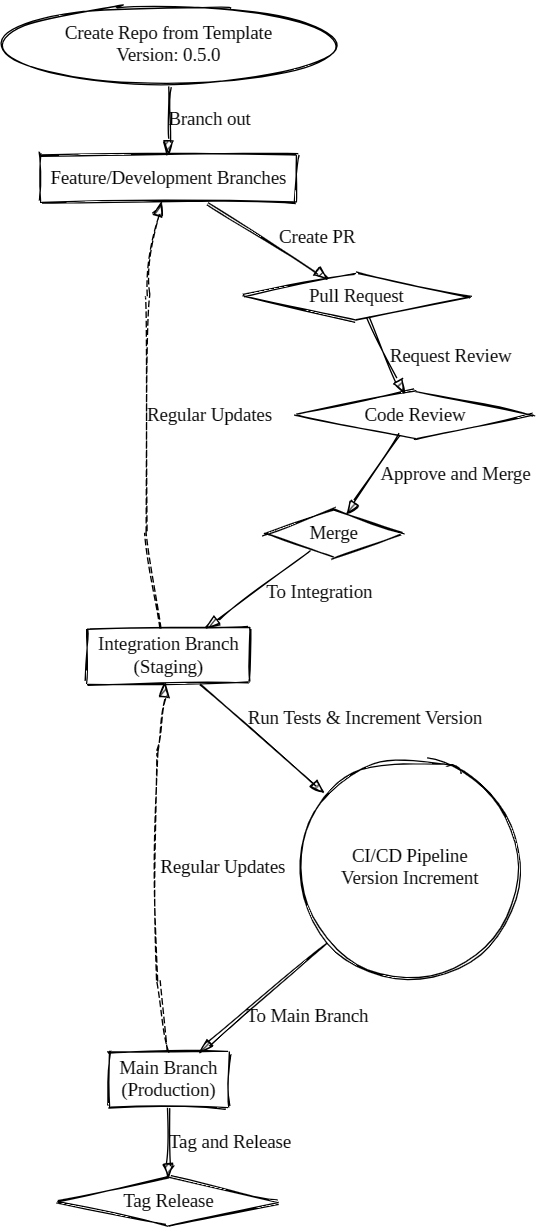 Create Repo from Template
Version: 0.5.0
Branch out
Feature/Development Branches
Create PR
Pull Request
Request Review
Regular Updates
Code Review
Approve and Merge
Merge
To Integration
Integration Branch
(Staging)
Run Tests & Increment Version
CI/CD Pipeline
Version Increment
Regular Updates
To Main Branch
Main Branch
(Production)
Tag and Release
Tag Release